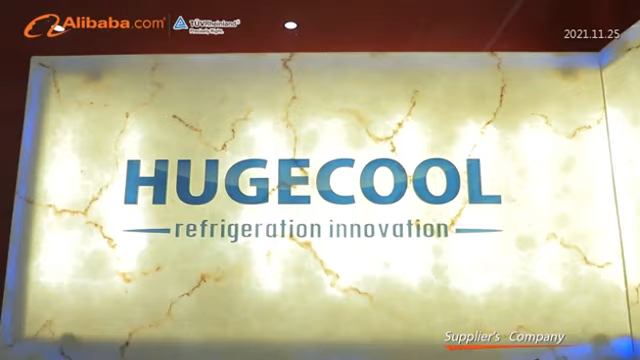 Alibaba.com
TÜVRheinland®
2021.11.25
HUGECOOL
refrigeration innovation
Supplier's Company